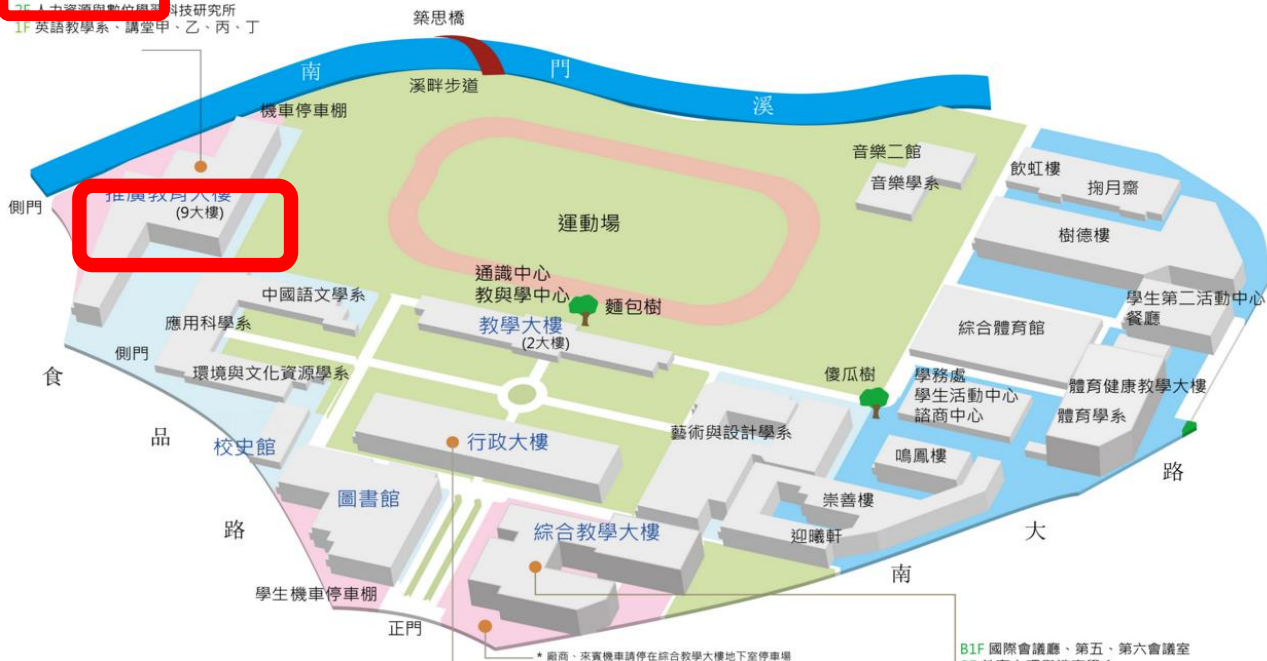 2F 人力資源與數位學習科技研究所
1F 英語教學系、講堂甲、乙、丙、丁
築思橋
南
門
溪
溪畔步道
機車停車棚
側門
推廣教育大樓
(9大樓)
運動場
音樂二館
音樂學系
飲虹樓
掬月齋
樹德樓
學生第二活動中心
餐廳
中國語文學系
應用科學系
側門
環境與文化資源學系
通識中心
教與學中心
麵包樹
教學大樓
(2大樓)
綜合體育館
傻瓜樹
學務處
學生活動中心
諮商中心
體育健康教學大樓
體育學系
食
品
路
校史館
行政大樓
藝術與設計學系
鳴鳳樓
崇善樓
迎曦軒
圖書館
綜合教學大樓
南
大
路
學生機車停車棚
正門
* 廠商、來賓機車請停在綜合教學大樓地下室停車場
B1F 國際會議廳、第五、第六會議室